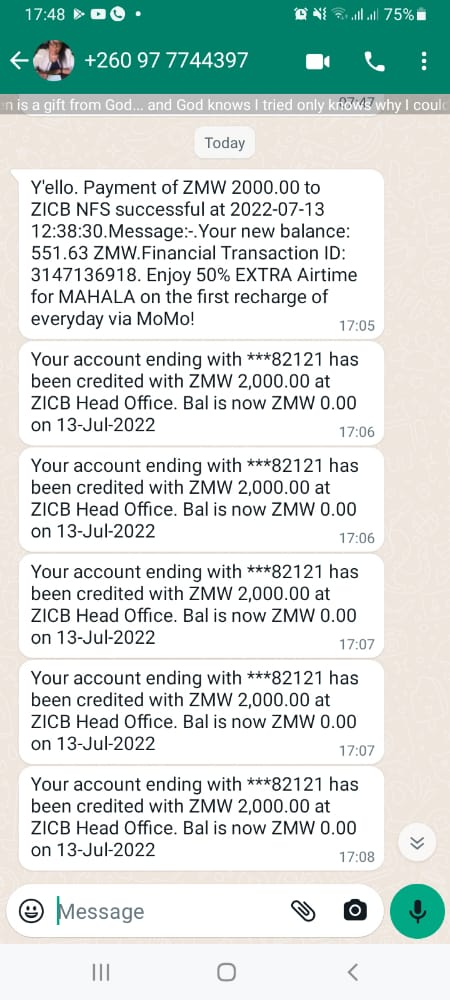 17:48
75%
+260 97 7744397
n is a gift from God... and God knows I tried only knows why I coul
07:47
Today
Y'ello. Payment of ZMW 2000.00 to
ZICB NFS successful at 2022-07-13
12:38:30.Message:-.Your new balance:
551.63 ZMW.Financial Transaction ID:
3147136918. Enjoy 50% EXTRA Airtime
for MAHALA on the first recharge of
everyday via MoMo!
17:05
Your account ending with ***82121 has
been credited with ZMW 2,000.00 at
ZICB Head Office. Bal is now ZMW 0.00
on 13-Jul-2022
17:06
Your account ending with ***82121 has
been credited with ZMW 2,000.00 at
ZICB Head Office. Bal is now ZMW 0.00
on 13-Jul-2022
17:06
Your account ending with ***82121 has
been credited with ZMW 2,000.00 at
ZICB Head Office. Bal is now ZMW 0.00
on 13-Jul-2022
17:07
Your account ending with ***82121 has
been credited with ZMW 2,000.00 at
ZICB Head Office. Bal is now ZMW 0.00
on 13-Jul-2022
17:07
Your account ending with ***82121 has
been credited with ZMW 2,000.00 at
ZICB Head Office. Bal is now ZMW 0.00
on 13-Jul-2022
17:08
Message